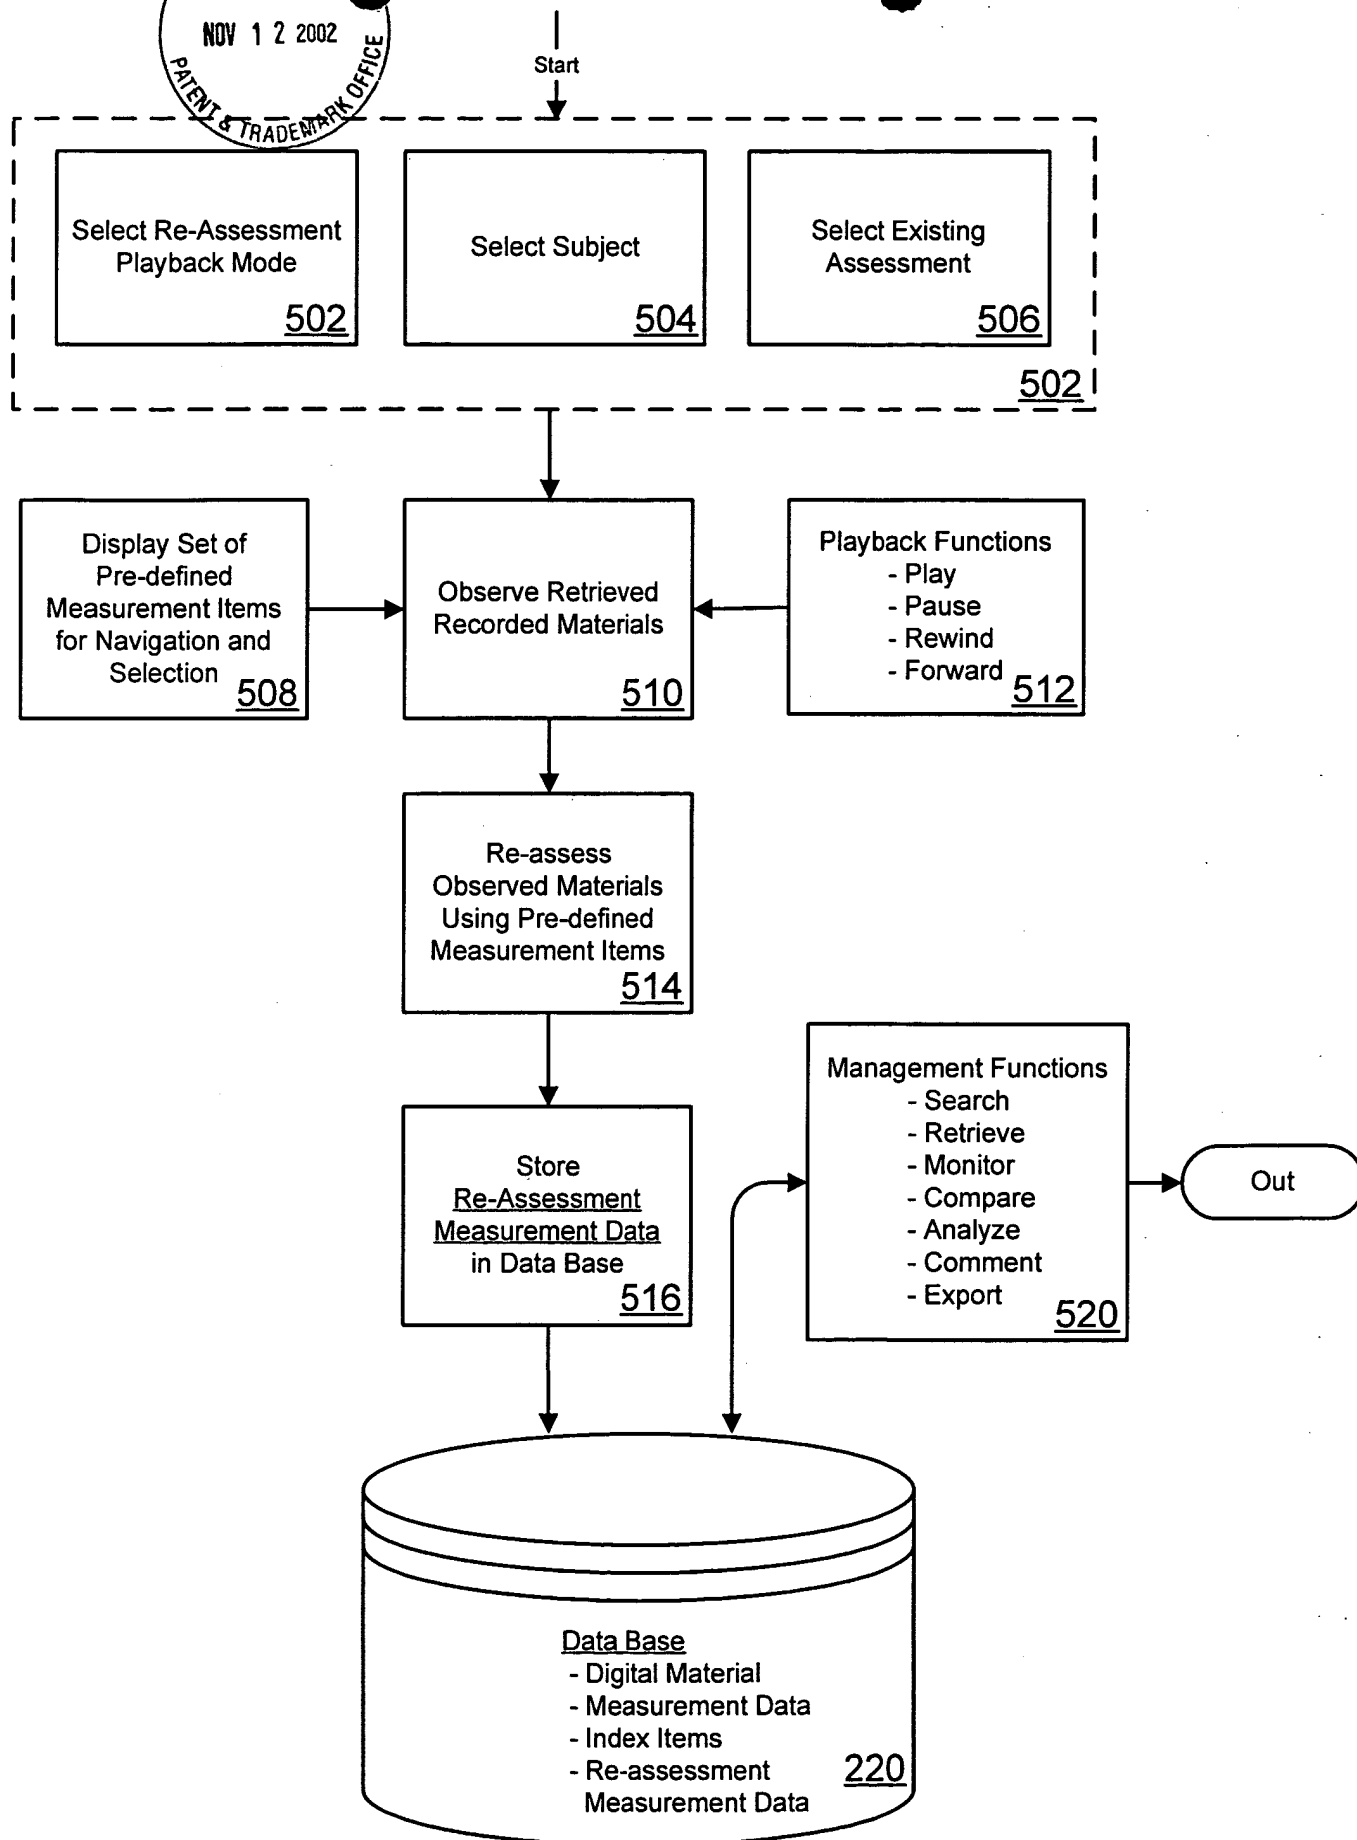 NOV 1 2 2002
PATENT & TRADEMARK OFFICE
Start
Select Re-Assessment
Playback Mode
502
Select Subject
504
Select Existing
Assessment
506
502
Display Set of
Pre-defined
Measurement Items
for Navigation and
Selection
508
Observe Retrieved
Recorded Materials
510
Playback Functions
- Play
- Pause
- Rewind
- Forward
512
Re-assess
Observed Materials
Using Pre-defined
Measurement Items
514
Store
Re-Assessment
Measurement Data
in Data Base
516
Management Functions
- Search
- Retrieve
- Monitor
- Compare
- Analyze
- Comment
- Export
520
Out
Data Base
- Digital Material
- Measurement Data
- Index Items
- Re-assessment
Measurement Data
220